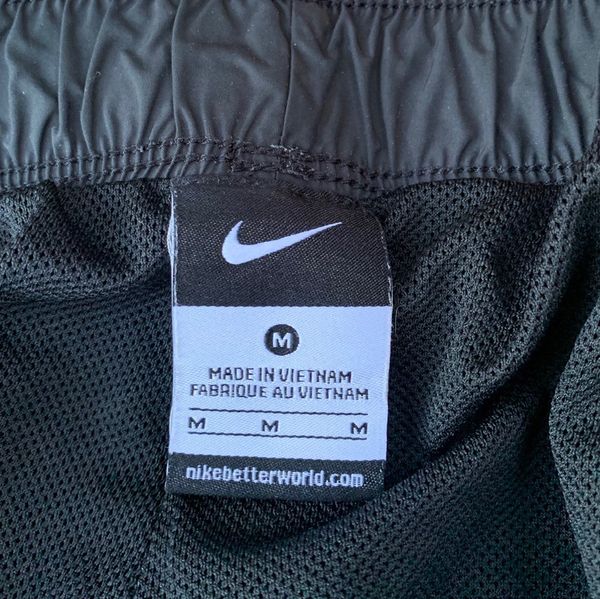 M
MADE IN VIETNAM
FABRIQUE AU VIETNAM
M M M
nikebetterworld.com